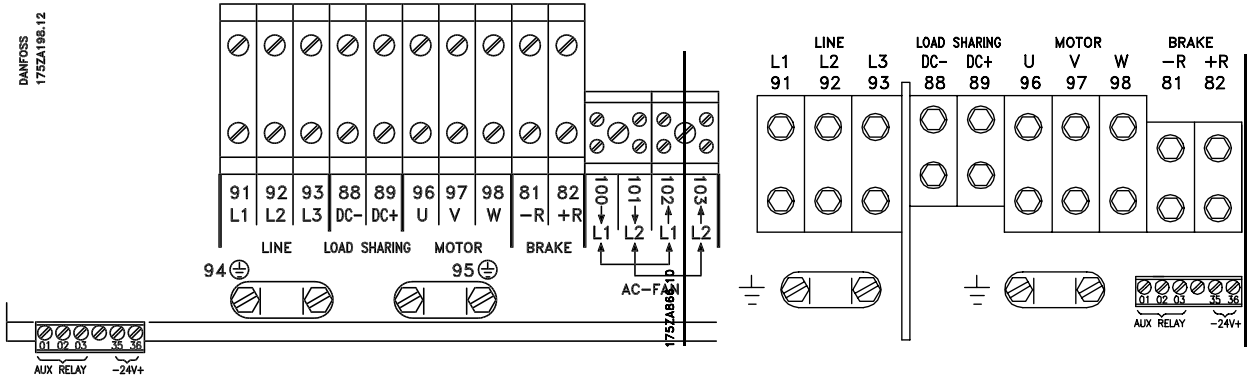 DANFOSS
175ZA198.12
91 92 93 88 89 96 97 98 81 82
L1 L2 L3 DC- DC+ U V W -R +R
100 101 102 103
L1 L2 L1 L2
LINE LOAD SHARING MOTOR BRAKE
94 95
AC-FAN
175ZA868.10
01 02 03 35 36
AUX RELAY -24V+
LINE LOAD SHARING MOTOR BRAKE
L1 L2 L3 DC- DC+ U V W -R +R
91 92 93 88 89 96 97 98 81 82
01 02 03 35 36
AUX RELAY -24V+